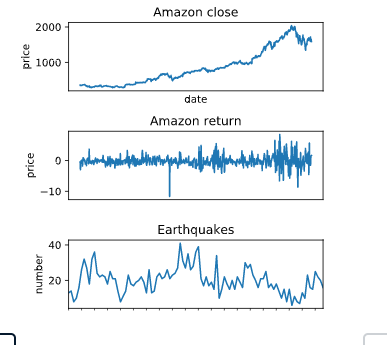 Amazon close
2000
1000
price
date
Amazon return
0
−10
price
Earthquakes
40
20
number